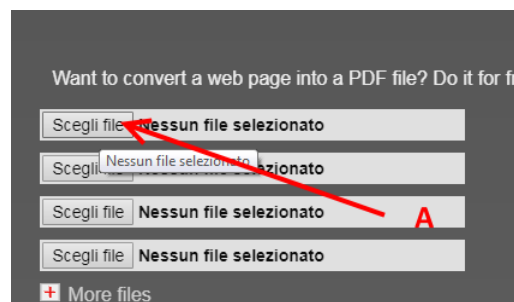 Want to convert a web page into a PDF file? Do it for
Scegli file Nessun file selezionato
Nessun file selezionato
Scegli file Nessun file selezionato
Scegli file Nessun file selezionato
A
Scegli file Nessun file selezionato
More files